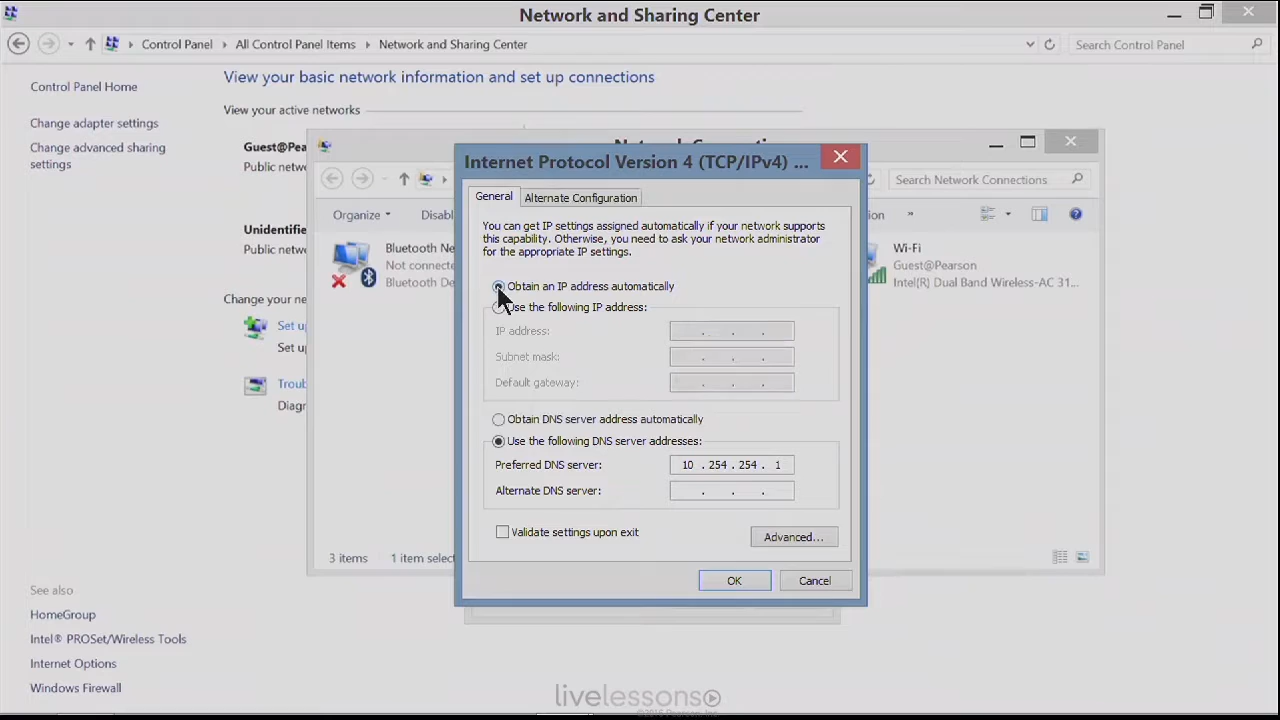 Network and Sharing Center
Control Panel
All Control Panel Items
Network and Sharing Center
Search Control Panel
Control Panel Home
Change adapter settings
Change advanced sharing
settings
See also
HomeGroup
Intel® PROSet/Wireless Tools
Internet Options
Windows Firewall
View your basic network information and set up connections
View your active networks
Guest@Pea
Public netwo
Unidentifie
Public netwo
Change your ne
Set u
Set u
Troub
Diagn
Search Network Connections
Organize
Disabl
ion
»
Bluetooth Ne
Not connecte
Bluetooth De
Wi-Fi
Guest@Pearson
Intel(R) Dual Band Wireless-AC 31...
3 items
1 item select
Internet Protocol Version 4 (TCP/IPv4) ...
General
Alternate Configuration
You can get IP settings assigned automatically if your network supports
this capability. Otherwise, you need to ask your network administrator
for the appropriate IP settings.
Obtain an IP address automatically
Use the following IP address:
IP address:
Subnet mask:
Default gateway:
Obtain DNS server address automatically
Use the following DNS server addresses:
Preferred DNS server: 10 . 254 . 254 . 1
Alternate DNS server:
Validate settings upon exit
Advanced...
OK
Cancel
livelessons